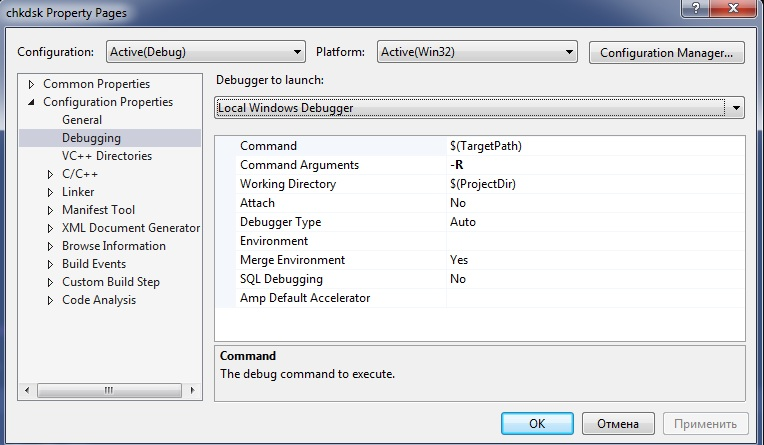 chkdsk Property Pages
?
Configuration: Active(Debug) Platform: Active(Win32) Configuration Manager...
Common Properties
Configuration Properties
General
Debugging
VC++ Directories
C/C++
Linker
Manifest Tool
XML Document Generator
Browse Information
Build Events
Custom Build Step
Code Analysis
Debugger to launch:
Local Windows Debugger
Command $(TargetPath)
Command Arguments -R
Working Directory $(ProjectDir)
Attach No
Debugger Type Auto
Environment
Merge Environment Yes
SQL Debugging No
Amp Default Accelerator
Command
The debug command to execute.
OK Отмена Применить